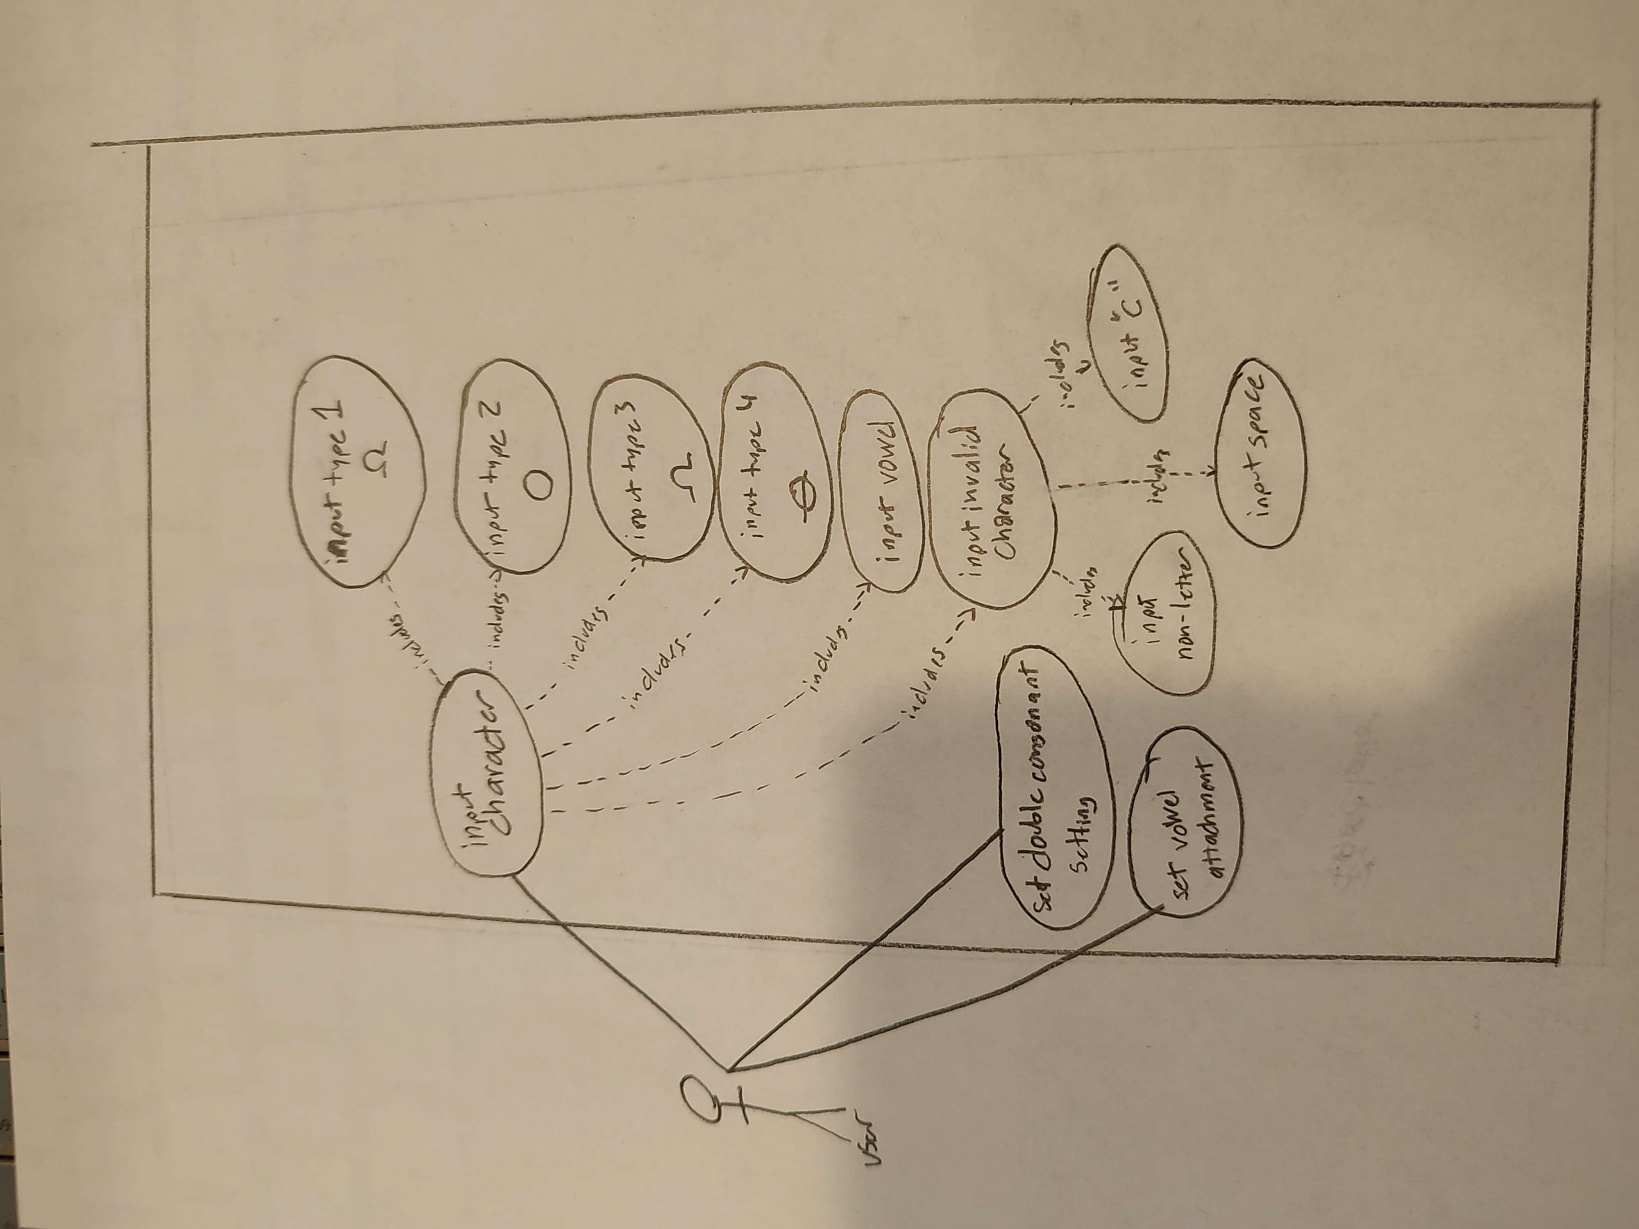 input type 1
Ω
input type 2
O
input type 3
Ω
input type 4
input vowel
input invalid
character
input
character
includes
includes
includes
includes
includes
includes
includes
includes
includes
input "C"
input space
input
non-letter
set double consonant
setting
set vowel
attachment
user